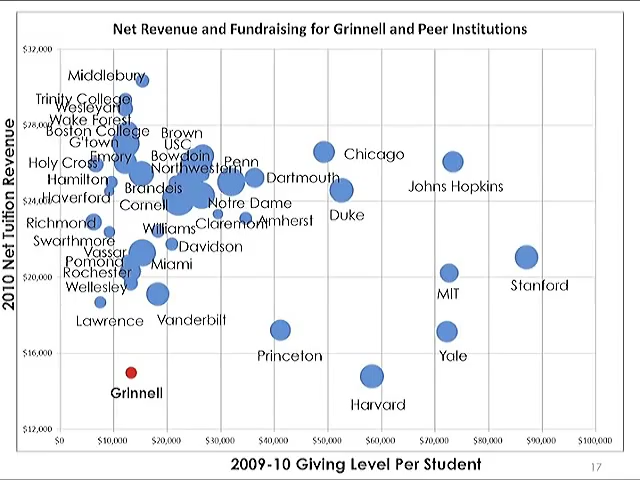 Net Revenue and Fundraising for Grinnell and Peer Institutions
2010 Net Tuition Revenue
$32,000
$28,000
$24,000
$20,000
$16,000
$12,000
Middlebury
Trinity College
Wesleyan
Wake Forest
Boston College
Brown
G'town
USC
Emory
Bowdoin
Holy Cross
Northwestern
Penn
Chicago
Hamilton
Dartmouth
Johns Hopkins
Brandeis
Haverford
Cornell
Notre Dame
Duke
Richmond
Williams
Claremont
Amherst
Swarthmore
Davidson
Vassar
Pomona
Miami
Rochester
Wellesley
MIT
Stanford
Lawrence
Vanderbilt
Princeton
Yale
Grinnell
Harvard
$0
$10,000
$20,000
$30,000
$40,000
$50,000
$60,000
$70,000
$80,000
$90,000
$100,000
2009-10 Giving Level Per Student
17